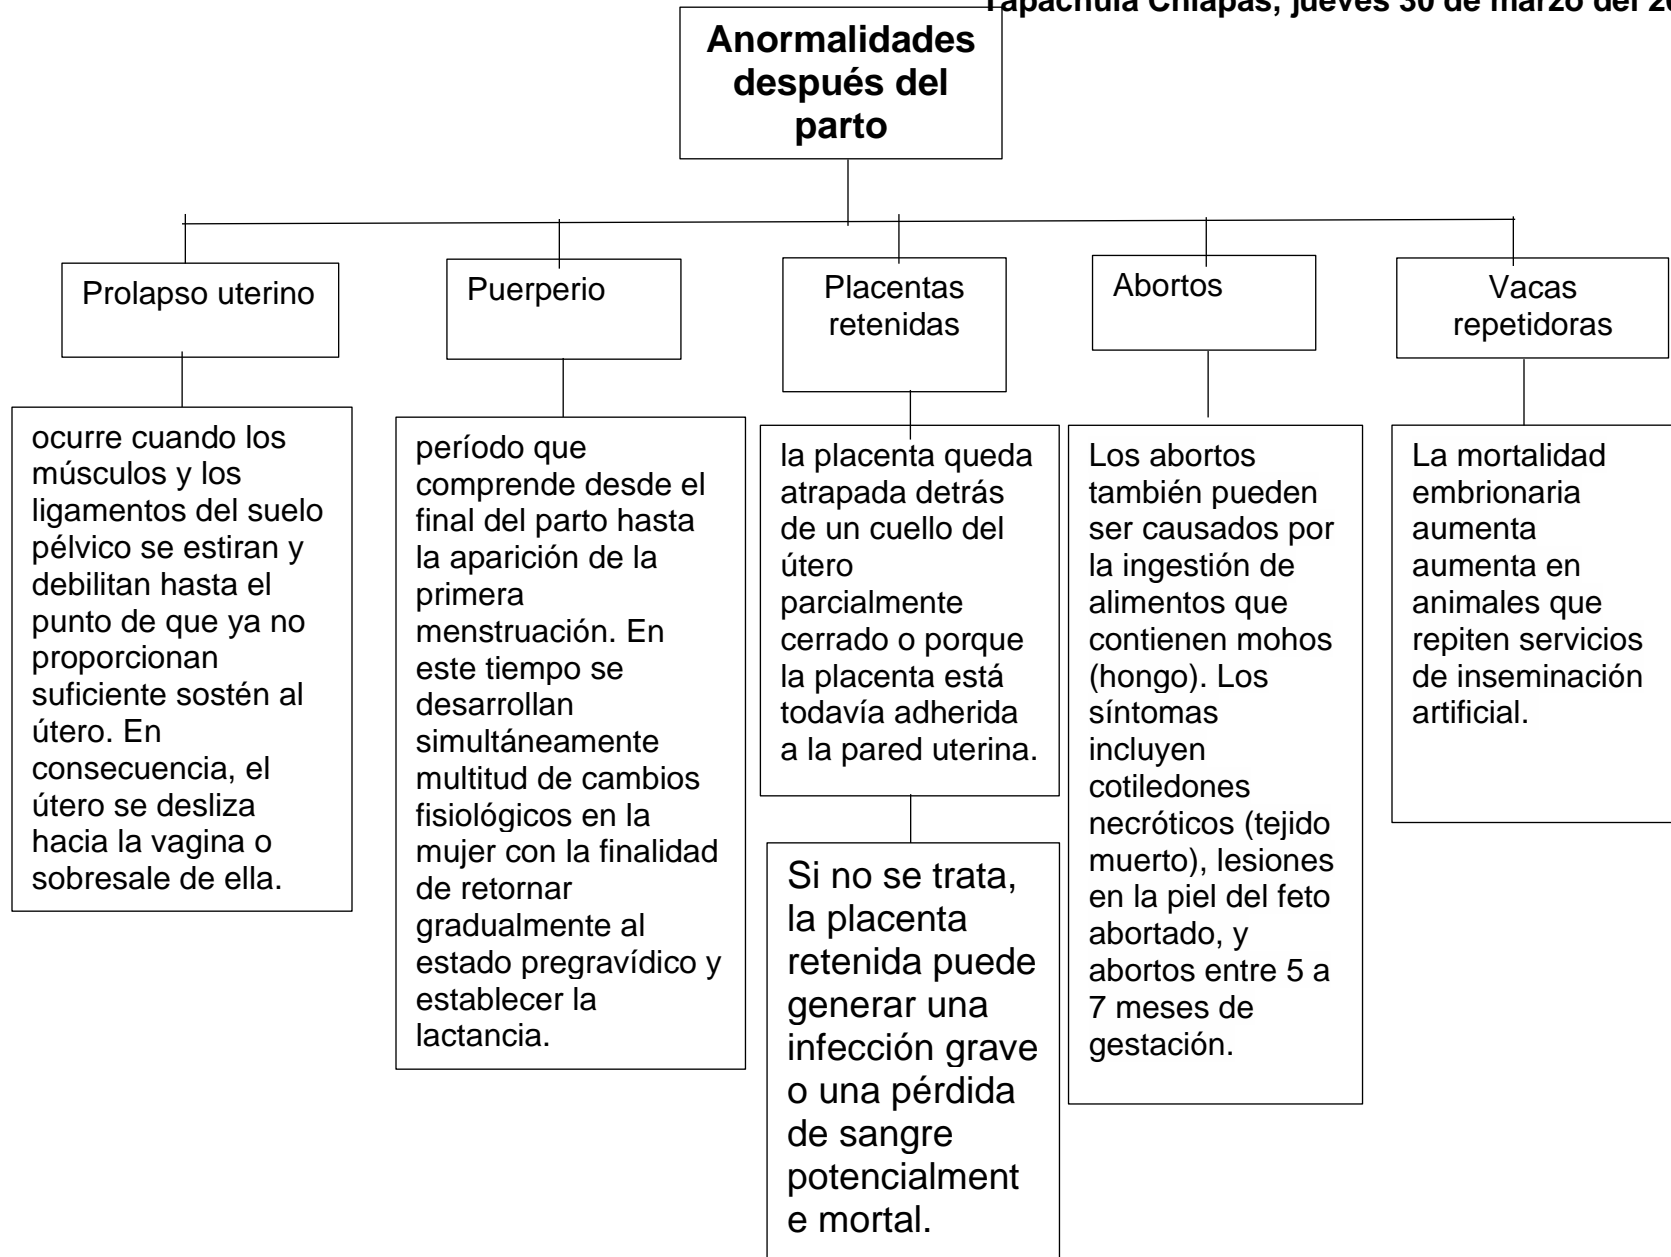 Tapachula Chiapas, jueves 30 de marzo del
Anormalidades
después del
parto
Prolapso uterino
Puerperio
Placentas
retenidas
Abortos
Vacas
repetidoras
ocurre cuando los
músculos y los
ligamentos del suelo
pélvico se estiran y
debilitan hasta el
punto de que ya no
proporcionan
suficiente sostén al
útero. En
consecuencia, el
útero se desliza
hacia la vagina o
sobresale de ella.
período que
comprende desde el
final del parto hasta
la aparición de la
primera
menstruación. En
este tiempo se
desarrollan
simultáneamente
multitud de cambios
fisiológicos en la
mujer con la finalidad
de retornar
gradualmente al
estado pregravídico y
establecer la
lactancia.
la placenta queda
atrapada detrás
de un cuello del
útero
parcialmente
cerrado o porque
la placenta está
todavía adherida
a la pared uterina.
Si no se trata,
la placenta
retenida puede
generar una
infección grave
o una pérdida
de sangre
potencialment
e mortal.
Los abortos
también pueden
ser causados por
la ingestión de
alimentos que
contienen mohos
(hongo). Los
síntomas
incluyen
cotiledones
necróticos (tejido
muerto), lesiones
en la piel del feto
abortado, y
abortos entre 5 a
7 meses de
gestación.
La mortalidad
embrionaria
aumenta
aumenta en
animales que
repiten servicios
de inseminación
artificial.